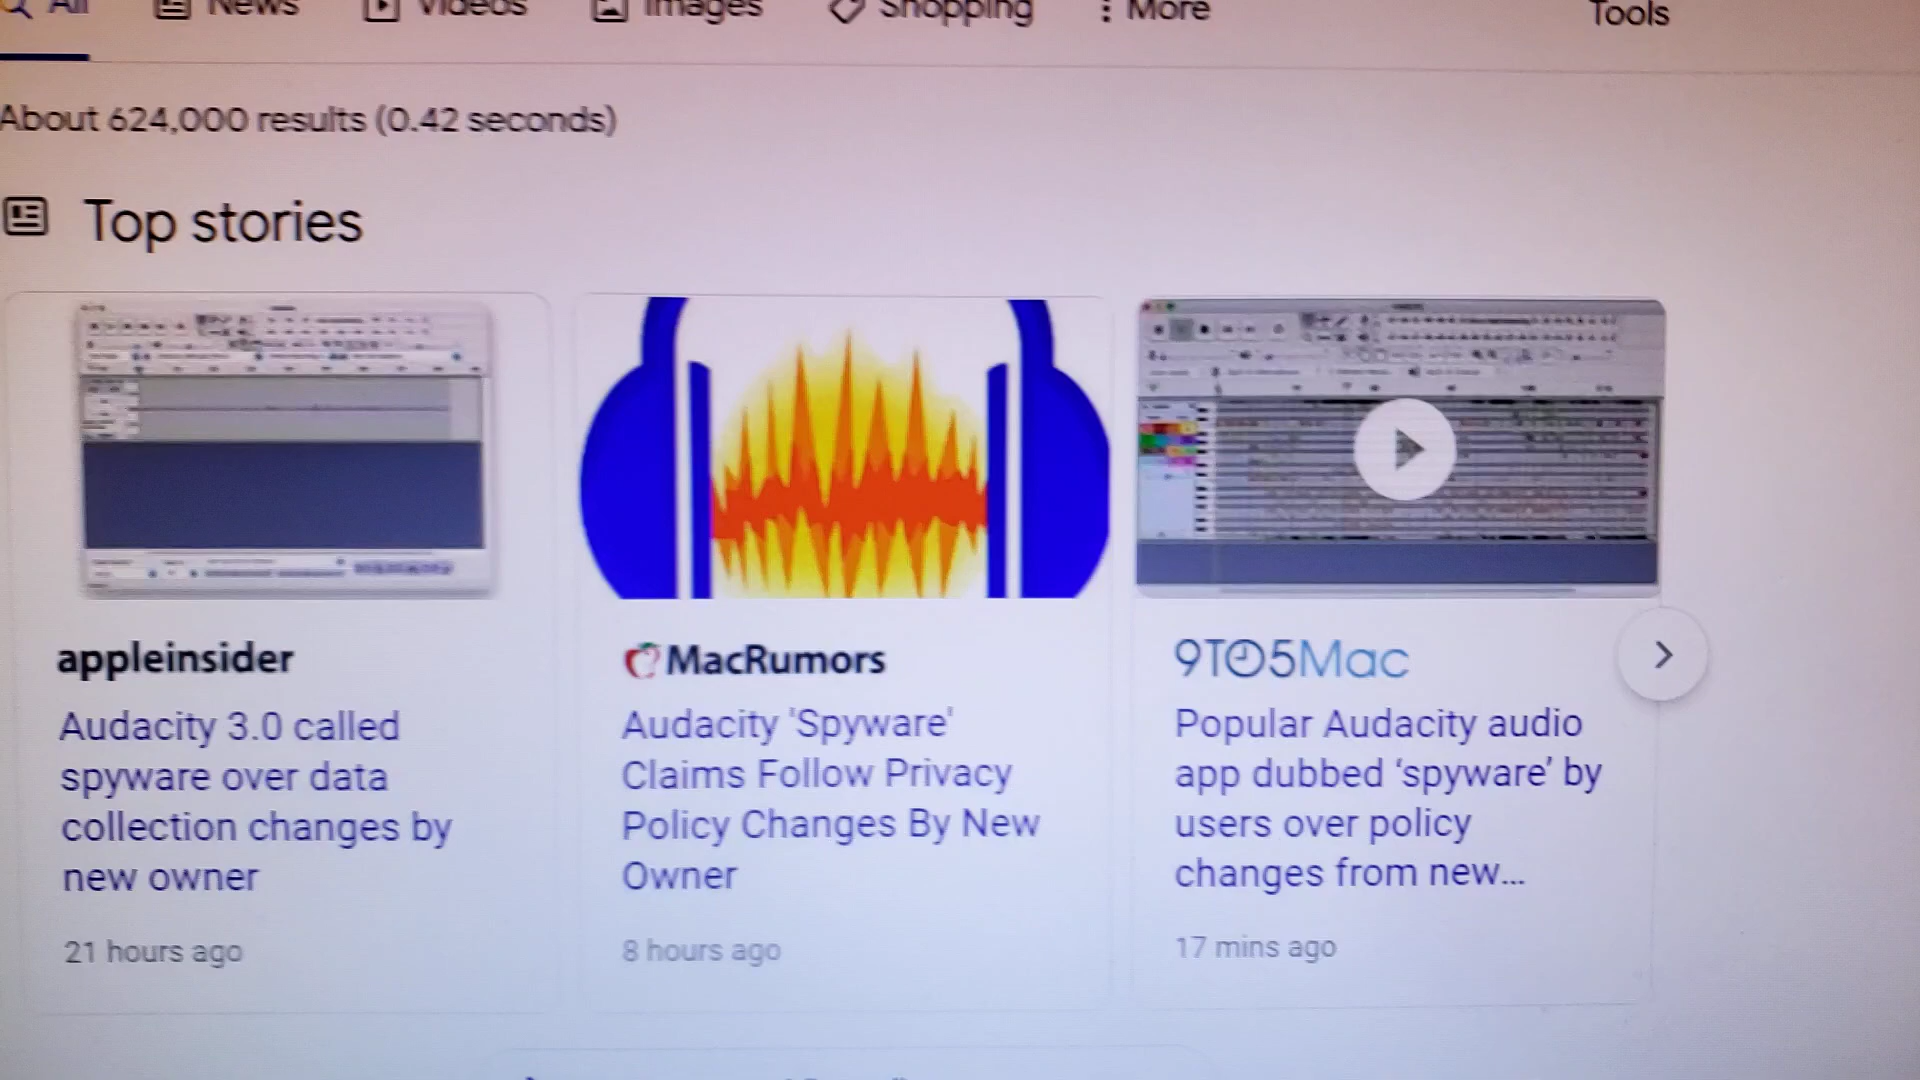 All News Videos Images Shopping More Tools
About 624,000 results (0.42 seconds)
Top stories
appleinsider
Audacity 3.0 called
spyware over data
collection changes by
new owner
21 hours ago
MacRumors
Audacity 'Spyware'
Claims Follow Privacy
Policy Changes By New
Owner
8 hours ago
9TO5Mac
Popular Audacity audio
app dubbed ‘spyware’ by
users over policy
changes from new...
17 mins ago